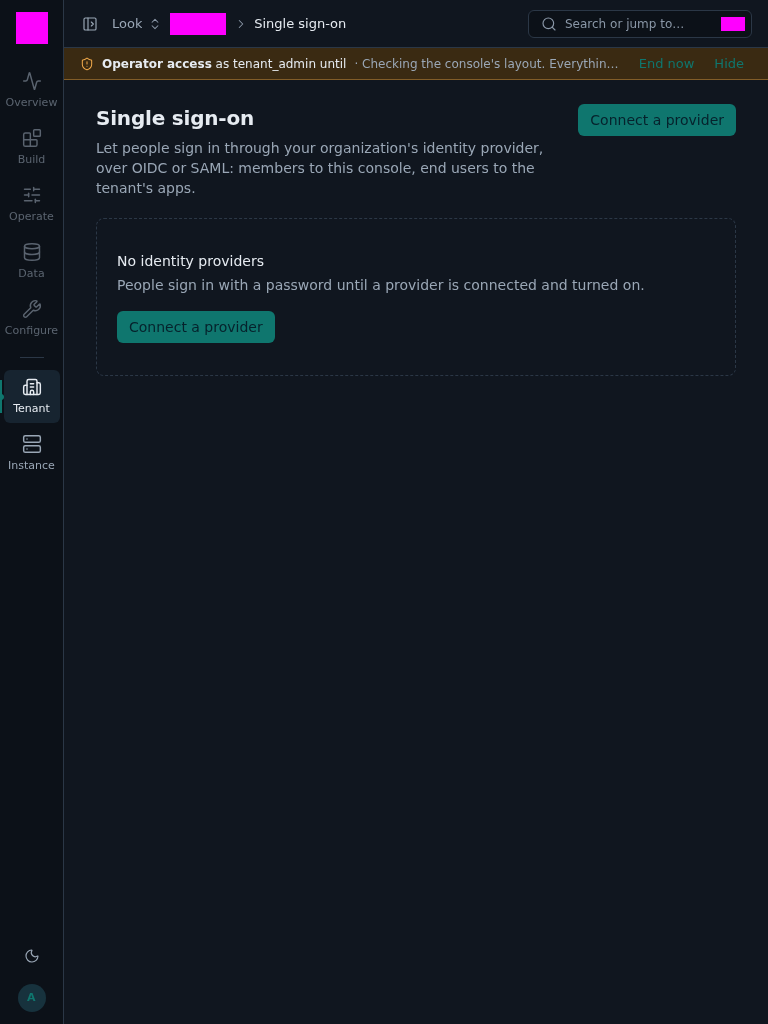 Look
Single sign-on
Search or jump to…
Operator access as tenant_admin until · Checking the console's layout. Everythin…
End now
Hide
Overview
Build
Operate
Data
Configure
Tenant
Instance
A
Single sign-on
Connect a provider
Let people sign in through your organization's identity provider,
over OIDC or SAML: members to this console, end users to the
tenant's apps.
No identity providers
People sign in with a password until a provider is connected and turned on.
Connect a provider